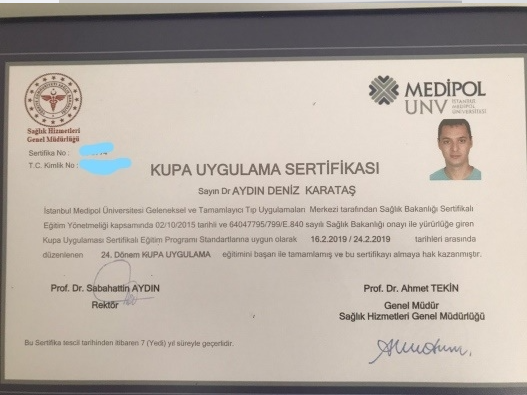 Sağlık Hizmetleri
Genel Müdürlüğü
MEDİPOL
UNV İSTANBUL
MEDİPOL
ÜNİVERSİTESİ
Sertifika No :
T.C. Kimlik No :
KUPA UYGULAMA SERTİFİKASI
Sayın Dr AYDIN DENİZ KARATAŞ
İstanbul Medipol Üniversitesi Geleneksel ve Tamamlayıcı Tıp Uygulamaları Merkezi tarafından Sağlık Bakanlığı Sertifikalı
Eğitim Yönetmeliği kapsamında 02/10/2015 tarihli ve 64047795/799/E.840 sayılı Sağlık Bakanlığı onayı ile yürürlüğe giren
Kupa Uygulaması Sertifikalı Eğitim Programı Standartlarına uygun olarak 16.2.2019 / 24.2.2019 tarihleri arasında
düzenlenen 24. Dönem KUPA UYGULAMA eğitimini başarı ile tamamlamış ve bu sertifikayı almaya hak kazanmıştır.
Prof. Dr. Sabahattin AYDIN
Rektör
Prof. Dr. Ahmet TEKİN
Genel Müdür
Sağlık Hizmetleri Genel Müdürlüğü
Bu Sertifika tescil tarihinden itibaren 7 (Yedi) yıl süreyle geçerlidir.